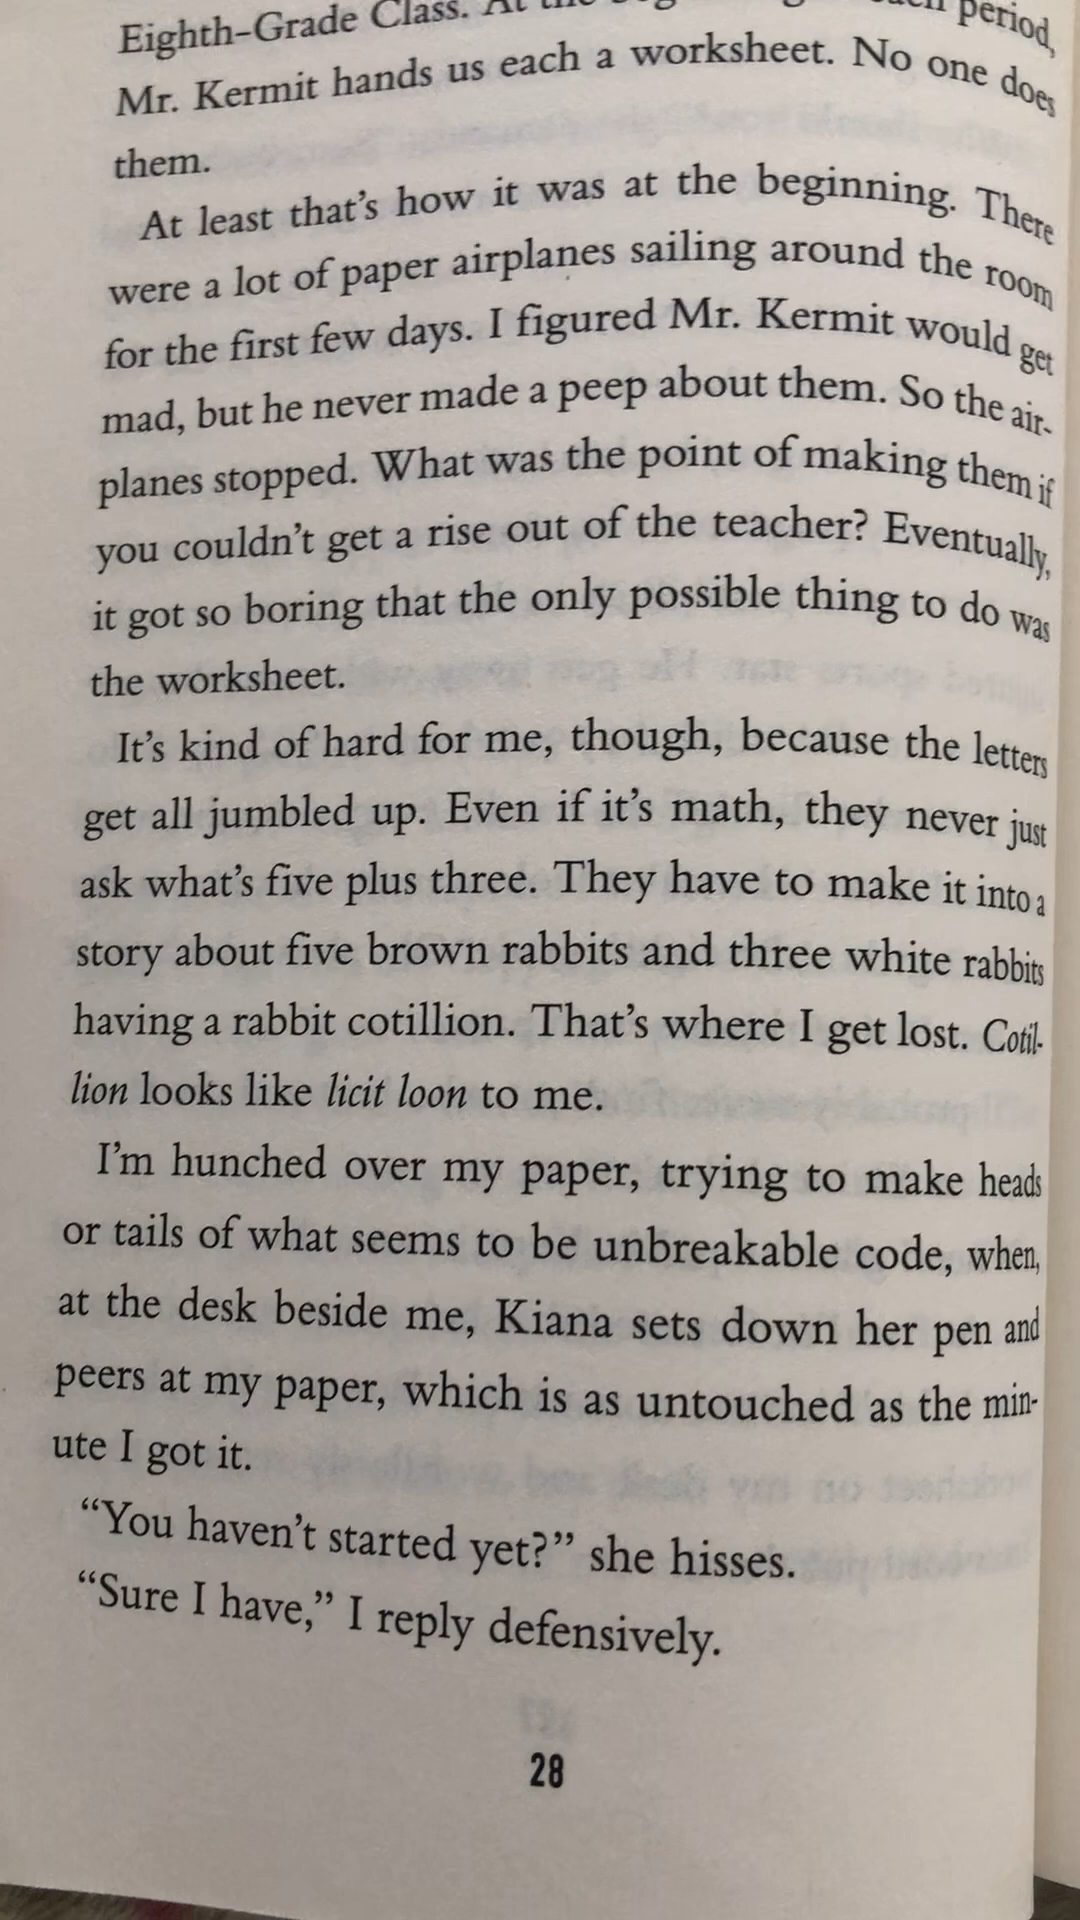 Eighth-Grade Class. At the period,
Mr. Kermit hands us each a worksheet. No one does
them.
At least that's how it was at the beginning. There
were a lot of paper airplanes sailing around the room
for the first few days. I figured Mr. Kermit would get
mad, but he never made a peep about them. So the air-
planes stopped. What was the point of making them if
you couldn't get a rise out of the teacher? Eventually,
it got so boring that the only possible thing to do was
the worksheet.
It's kind of hard for me, though, because the letters
get all jumbled up. Even if it's math, they never just
ask what's five plus three. They have to make it into a
story about five brown rabbits and three white rabbits
having a rabbit cotillion. That's where I get lost. Cotil-
lion looks like licit loon to me.
I'm hunched over my paper, trying to make heads
or tails of what seems to be unbreakable code, when,
at the desk beside me, Kiana sets down her pen and
peers at my paper, which is as untouched as the min-
ute I got it.
"You haven't started yet?" she hisses.
"Sure I have," I reply defensively.
28